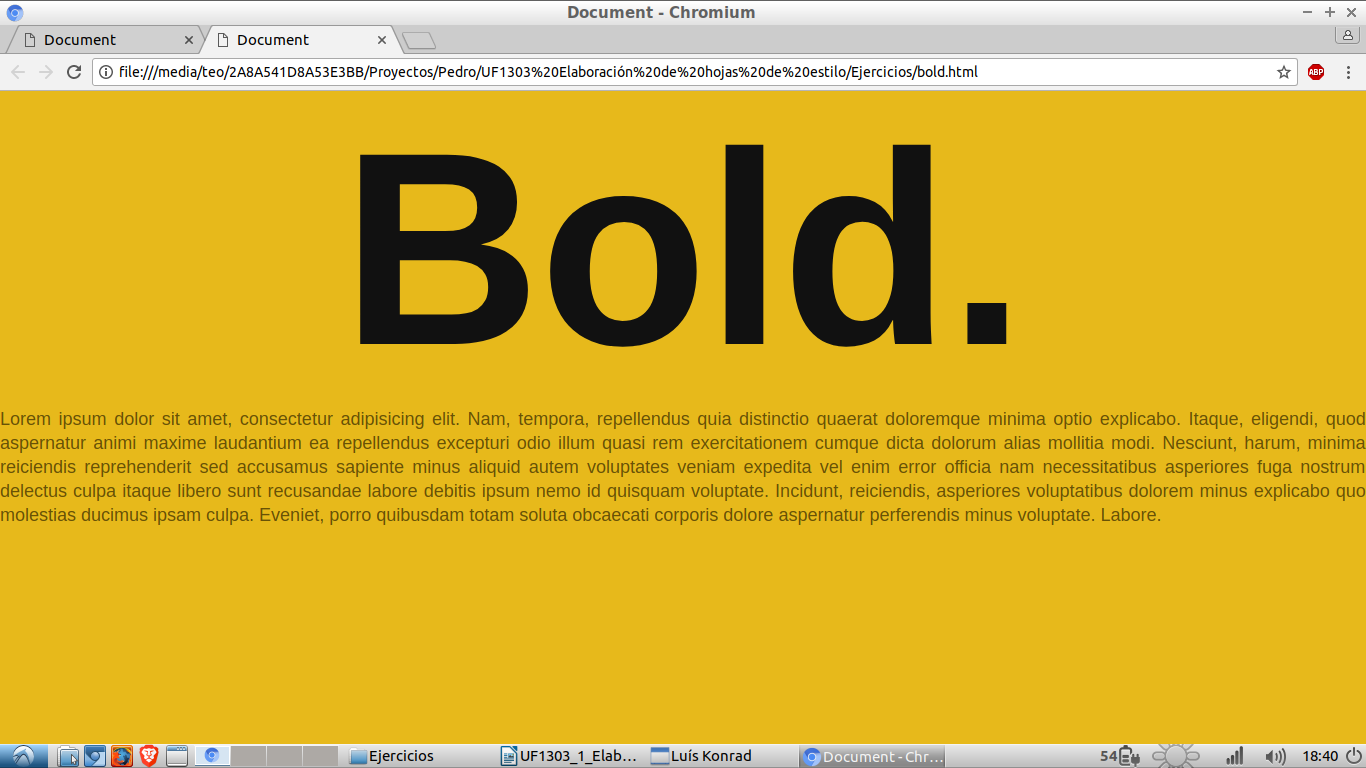 Document - Chromium
Document
Document
file:///media/teo/2A8A541D8A53E3BB/Proyectos/Pedro/UF1303%20Elaboración%20de%20hojas%20de%20estilo/Ejercicios/bold.html
ABP
Bold.
Lorem ipsum dolor sit amet, consectetur adipisicing elit. Nam, tempora, repellendus quia distinctio quaerat doloremque minima optio explicabo. Itaque, eligendi, quod
aspernatur animi maxime laudantium ea repellendus excepturi odio illum quasi rem exercitationem cumque dicta dolorum alias mollitia modi. Nesciunt, harum, minima
reiciendis reprehenderit sed accusamus sapiente minus aliquid autem voluptates veniam expedita vel enim error officia nam necessitatibus asperiores fuga nostrum
delectus culpa itaque libero sunt recusandae labore debitis ipsum nemo id quisquam voluptate. Incidunt, reiciendis, asperiores voluptatibus dolorem minus explicabo quo
molestias ducimus ipsam culpa. Eveniet, porro quibusdam totam soluta obcaecati corporis dolore aspernatur perferendis minus voluptate. Labore.
Ejercicios
UF1303_1_Elab...
Luís Konrad
Document - Chr...
54
18:40